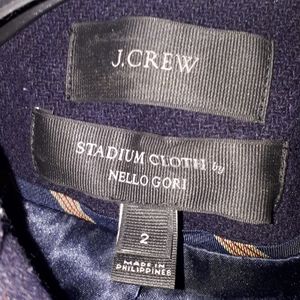 J.CREW
STADIUM CLOTH by
NELLO GORI
2
MADE IN
PHILIPPINES